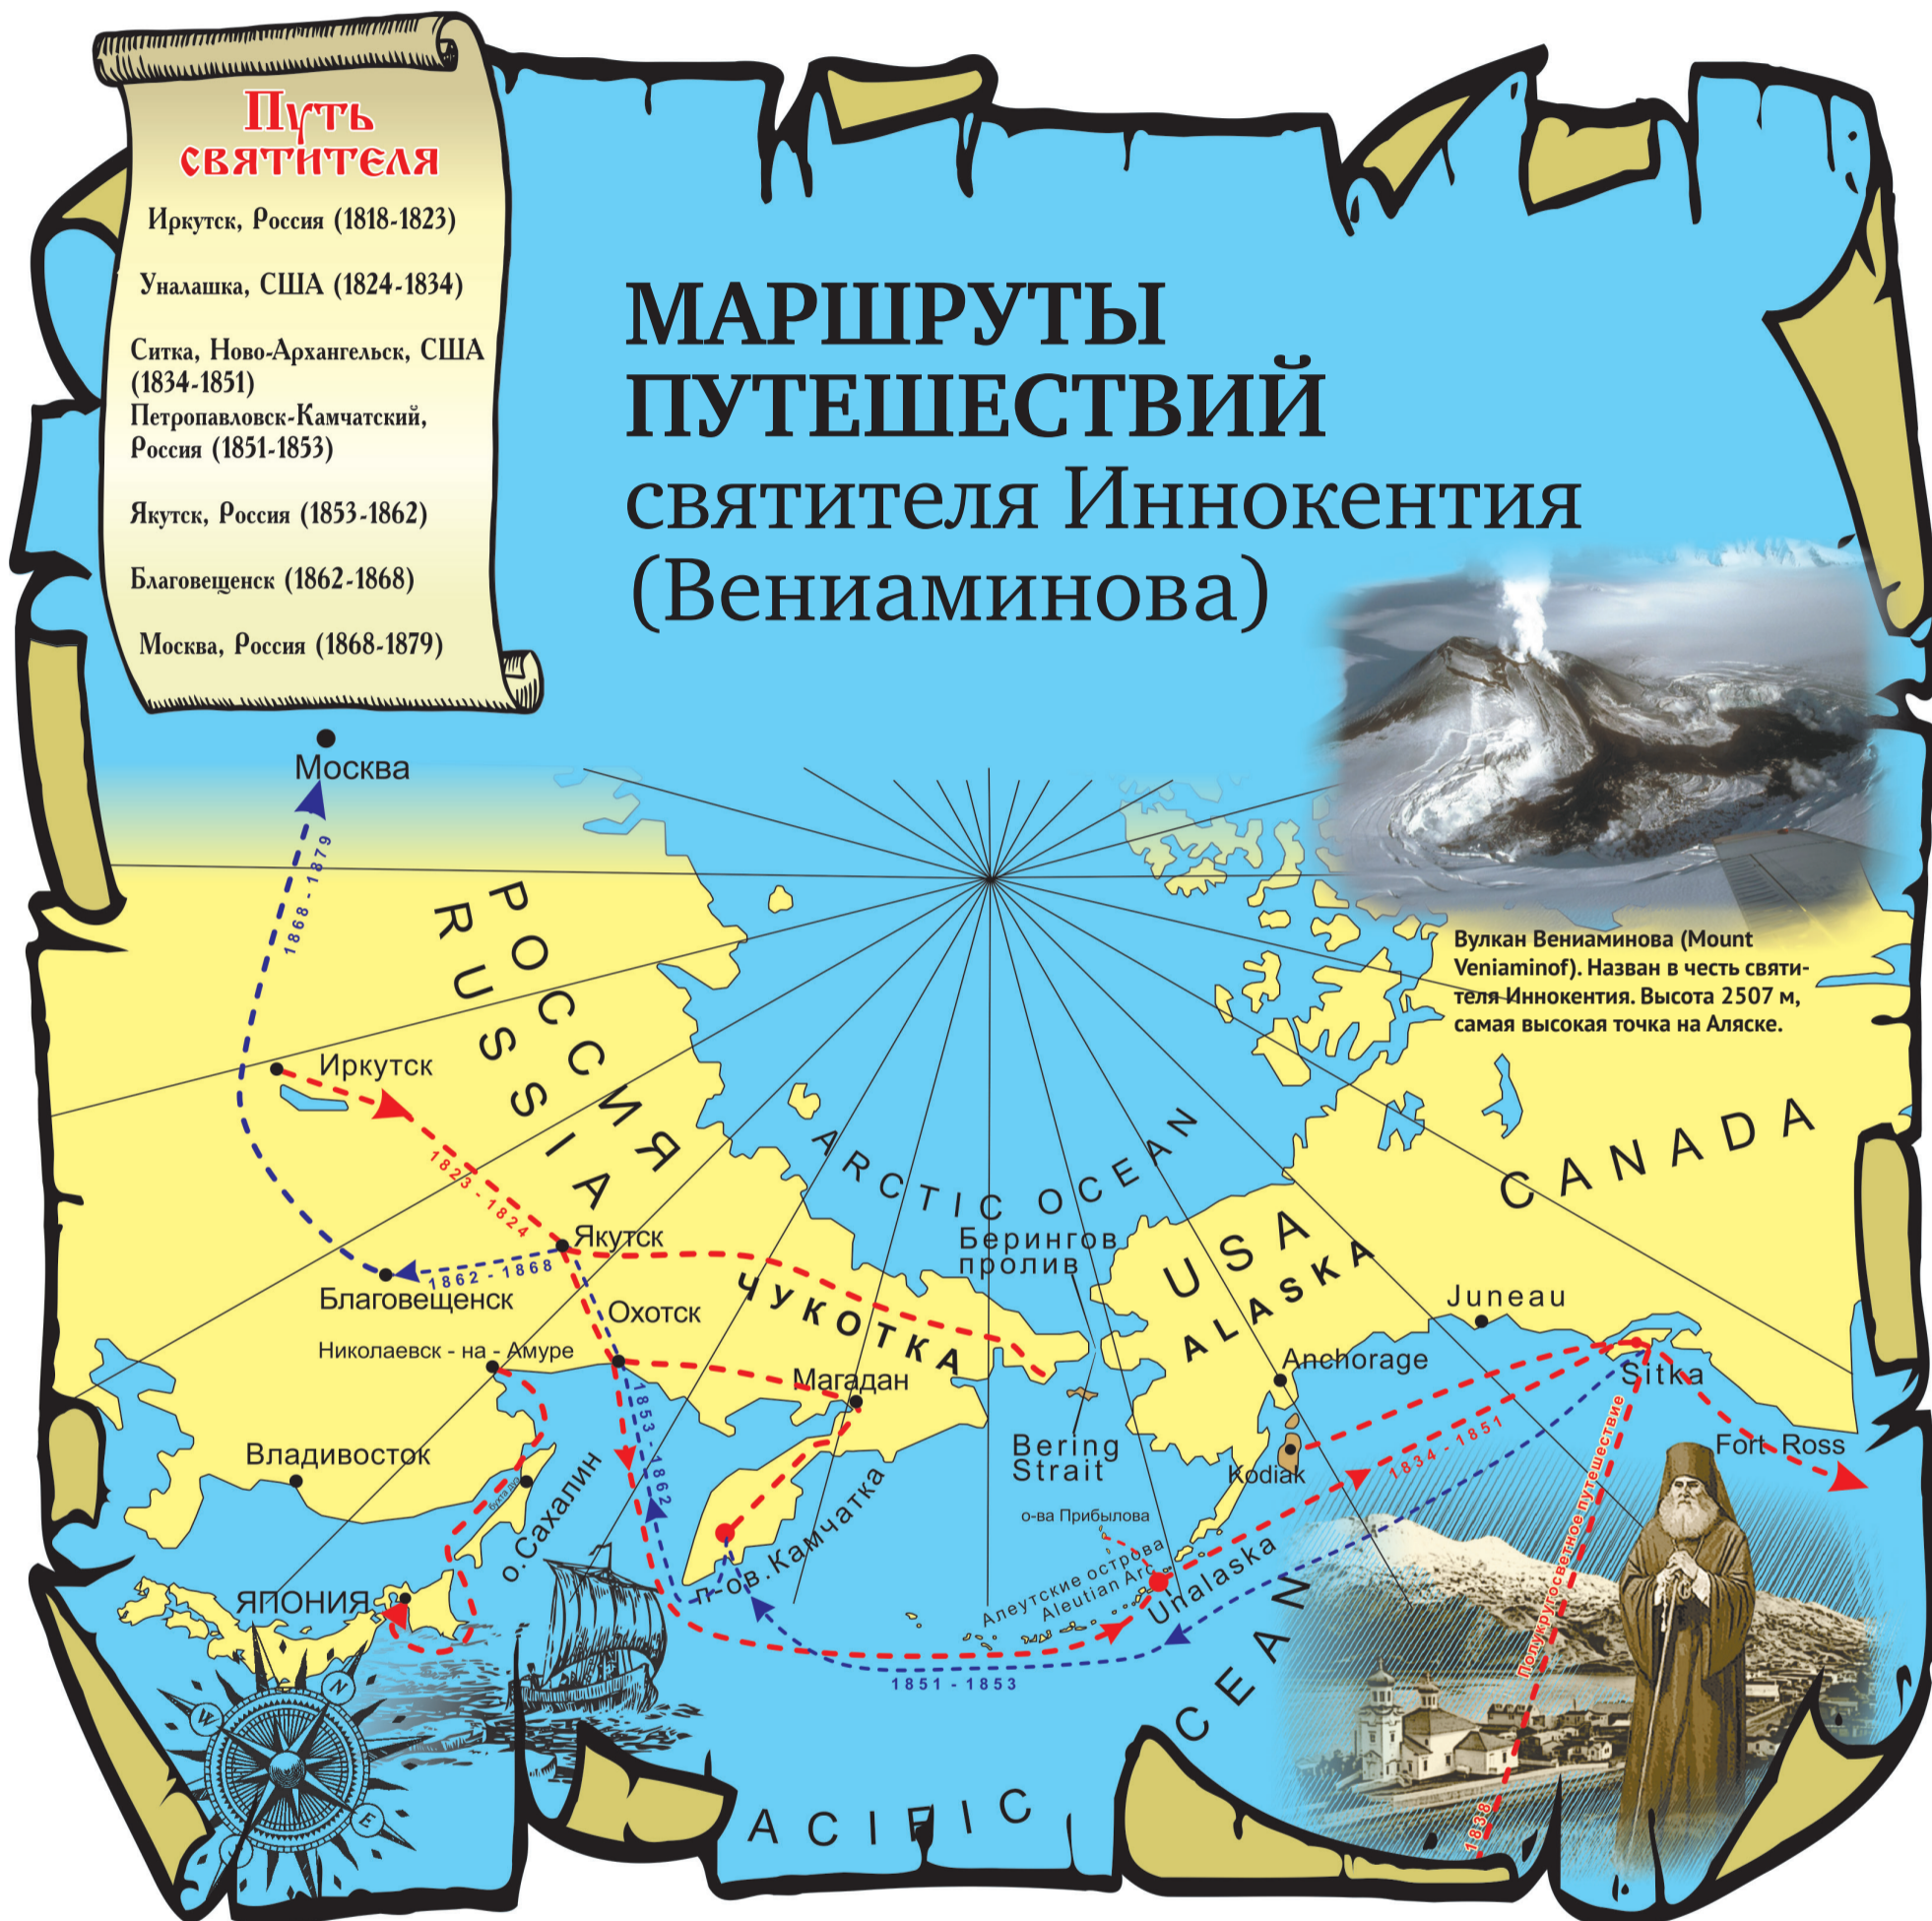 Путь
святителя
Иркутск, Россия (1818-1823)
Уналашка, США (1824-1834)
Ситка, Ново-Архангельск, США
(1834-1851)
Петропавловск-Камчатский,
Россия (1851-1853)
Якутск, Россия (1853-1862)
Благовещенск (1862-1868)
Москва, Россия (1868-1879)
МАРШРУТЫ
ПУТЕШЕСТВИЙ
святителя Иннокентия
(Вениаминова)
Вулкан Вениаминова (Mount
Veniaminof). Назван в честь святи-
теля Иннокентия. Высота 2507 м,
самая высокая точка на Аляске.
Москва
1868 - 1879
РОССИЯ
RUSSIA
Иркутск
1823 - 1824
ARCTIC OCEAN
CANADA
Якутск
1862 - 1868
Благовещенск
Берингов
пролив
USA
ALASKA
ЧУКОТКА
Охотск
Николаевск - на - Амуре
Магадан
Juneau
Anchorage
Sitka
1853 - 1862
Владивосток
о.Сахалин
п-ов.Камчатка
Bering
Strait
Kodiak
1834 - 1851
Fort Ross
о-ва Прибылова
Алеутские острова
Aleutian Arc
Unalaska
Полукругосветное путешествие
1838
ЯПОНИЯ
1851 - 1853
ACIFIC
CEAN
N
W
E